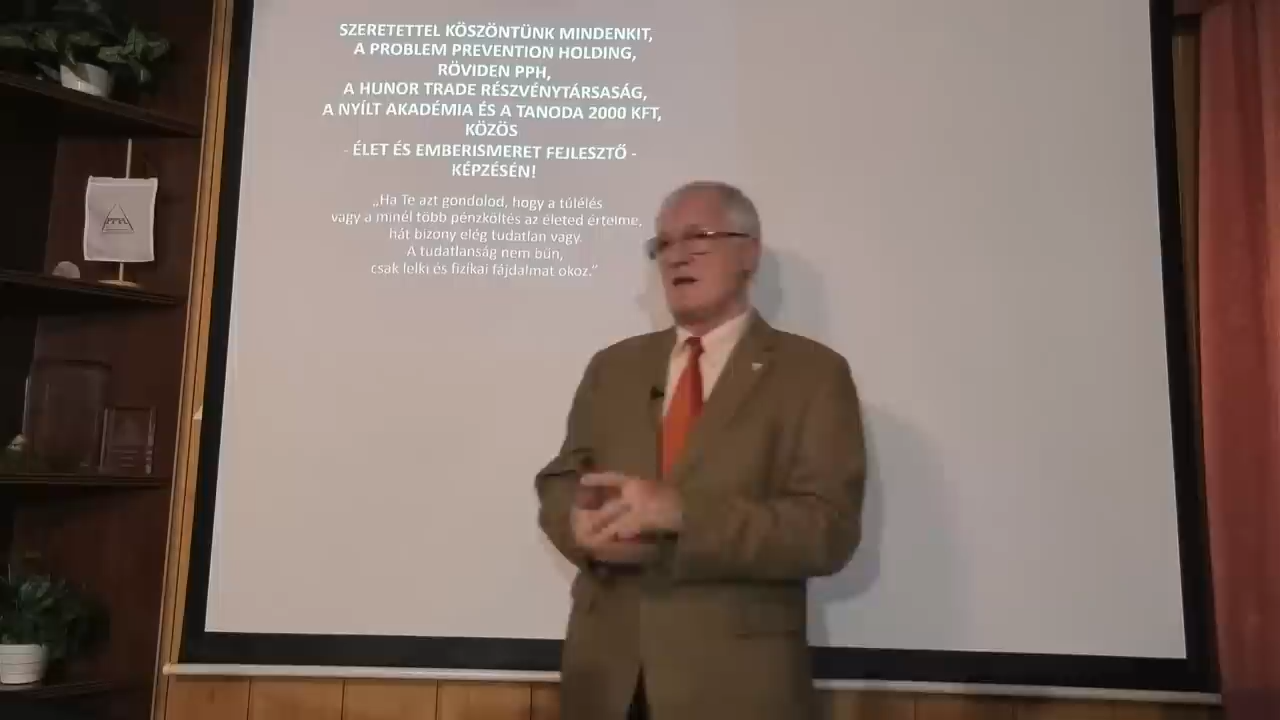 SZERETETTEL KÖSZÖNTÜNK MINDENKIT,
A PROBLEM PREVENTION HOLDING,
RÖVIDEN PPH,
A HUNOR TRADE RÉSZVÉNYTÁRSASÁG,
A NYÍLT AKADÉMIA ÉS A TANODA 2000 KFT,
KÖZÖS
- ÉLET ÉS EMBERISMERET FEJLESZTŐ -
KÉPZÉSÉN!
„Ha Te azt gondolod, hogy a túlélés
vagy a minél több pénzköltés az életed értelme,
hát bizony elég tudatlan vagy.
A tudatlanság nem bűn,
csak lelki és fizikai fájdalmat okoz.”